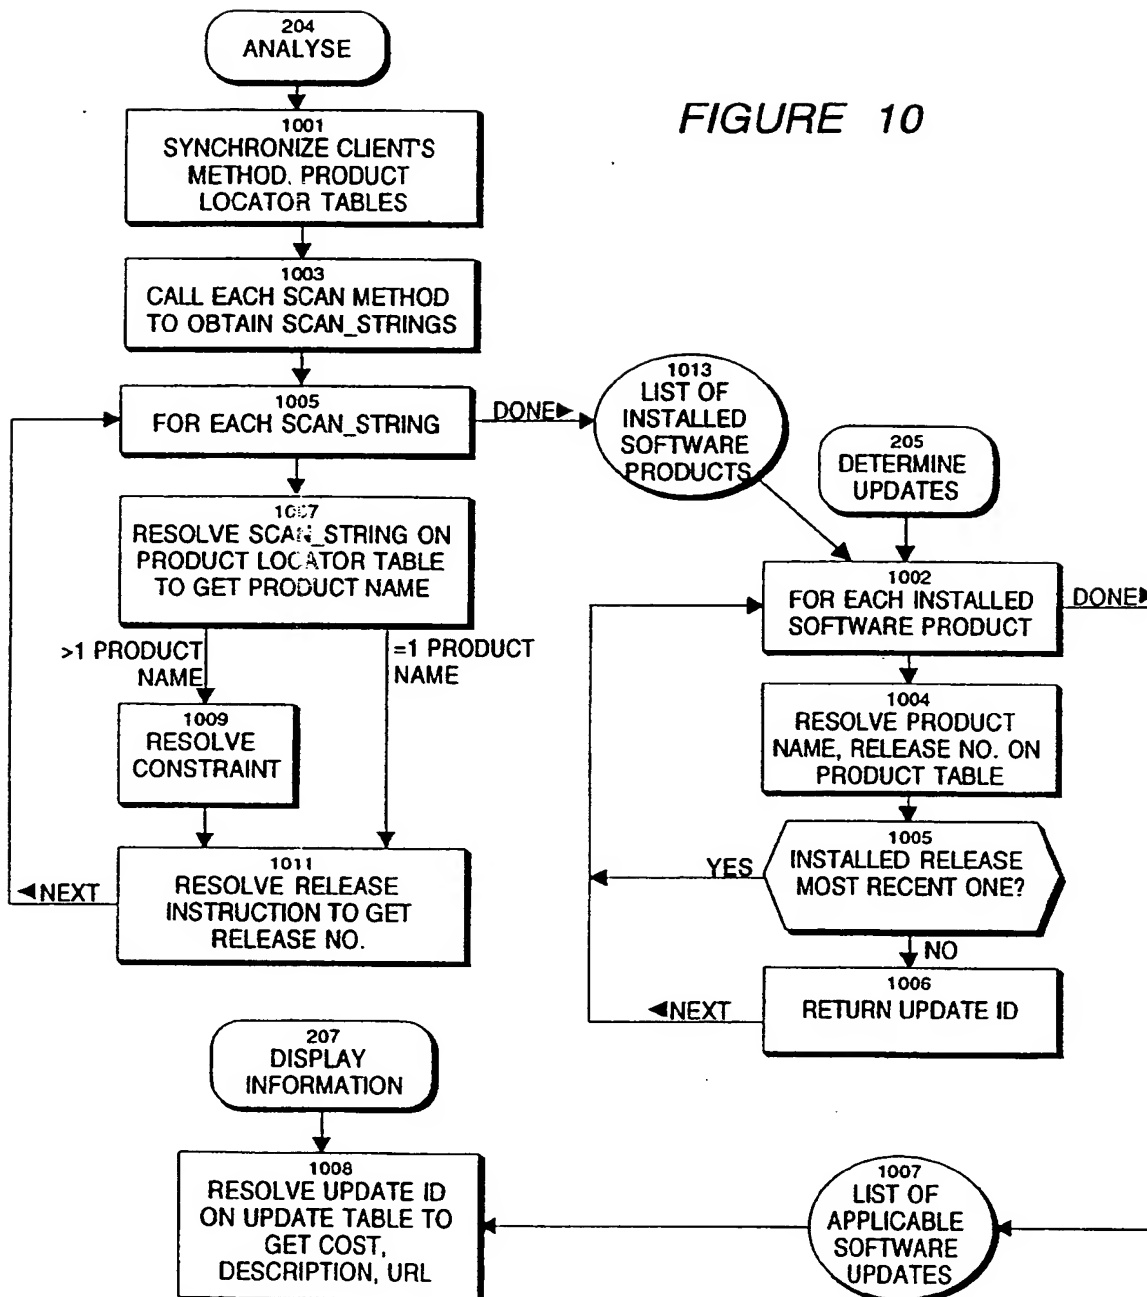 FIGURE 10
204
ANALYSE
1001
SYNCHRONIZE CLIENT'S
METHOD, PRODUCT
LOCATOR TABLES
1003
CALL EACH SCAN METHOD
TO OBTAIN SCAN_STRINGS
1005
FOR EACH SCAN_STRING
DONE
1007
RESOLVE SCAN_STRING ON
PRODUCT LOCATOR TABLE
TO GET PRODUCT NAME
>1 PRODUCT
NAME
=1 PRODUCT
NAME
1009
RESOLVE
CONSTRAINT
1011
RESOLVE RELEASE
INSTRUCTION TO GET
RELEASE NO.
NEXT
1013
LIST OF
INSTALLED
SOFTWARE
PRODUCTS
205
DETERMINE
UPDATES
1002
FOR EACH INSTALLED
SOFTWARE PRODUCT
DONE
1004
RESOLVE PRODUCT
NAME, RELEASE NO. ON
PRODUCT TABLE
1005
INSTALLED RELEASE
MOST RECENT ONE?
YES
NO
1006
RETURN UPDATE ID
NEXT
207
DISPLAY
INFORMATION
1008
RESOLVE UPDATE ID
ON UPDATE TABLE TO
GET COST,
DESCRIPTION, URL
1007
LIST OF
APPLICABLE
SOFTWARE
UPDATES